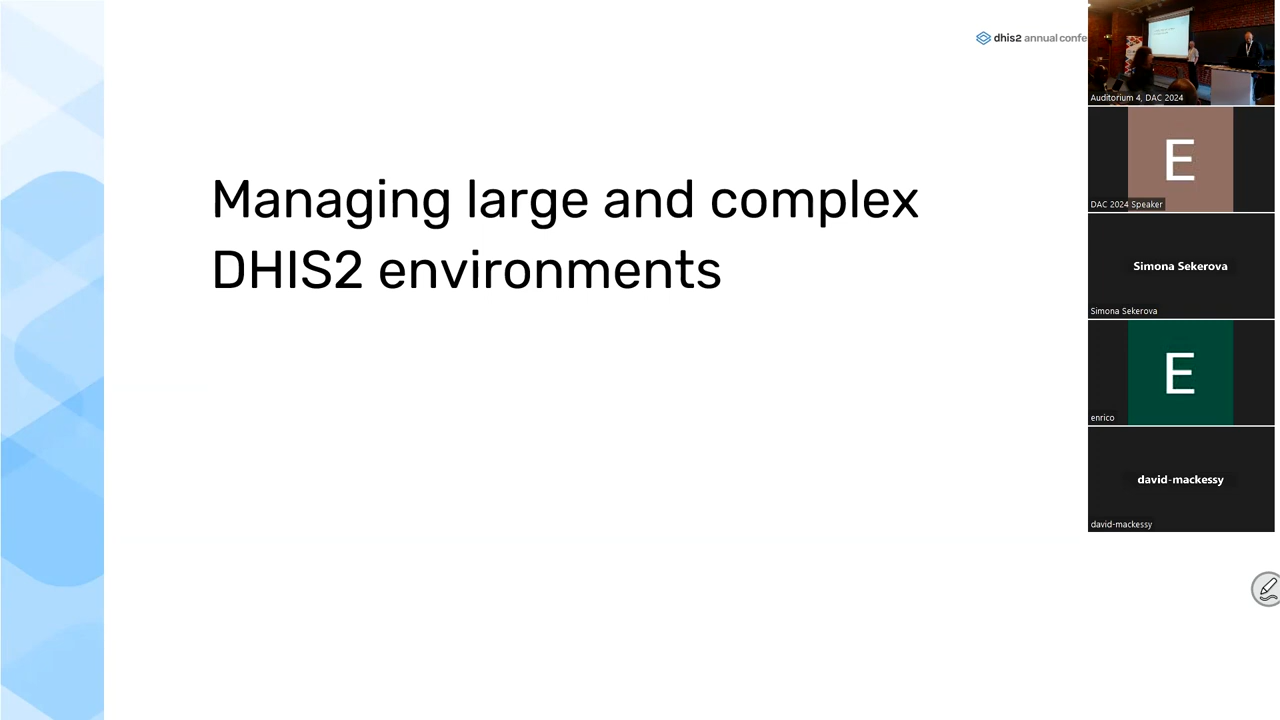 dhis2 annual confe
Managing large and complex
DHIS2 environments
Auditorium 4, DAC 2024
E
DAC 2024 Speaker
Simona Sekerova
Simona Sekerova
E
enrico
david-mackessy
david-mackessy